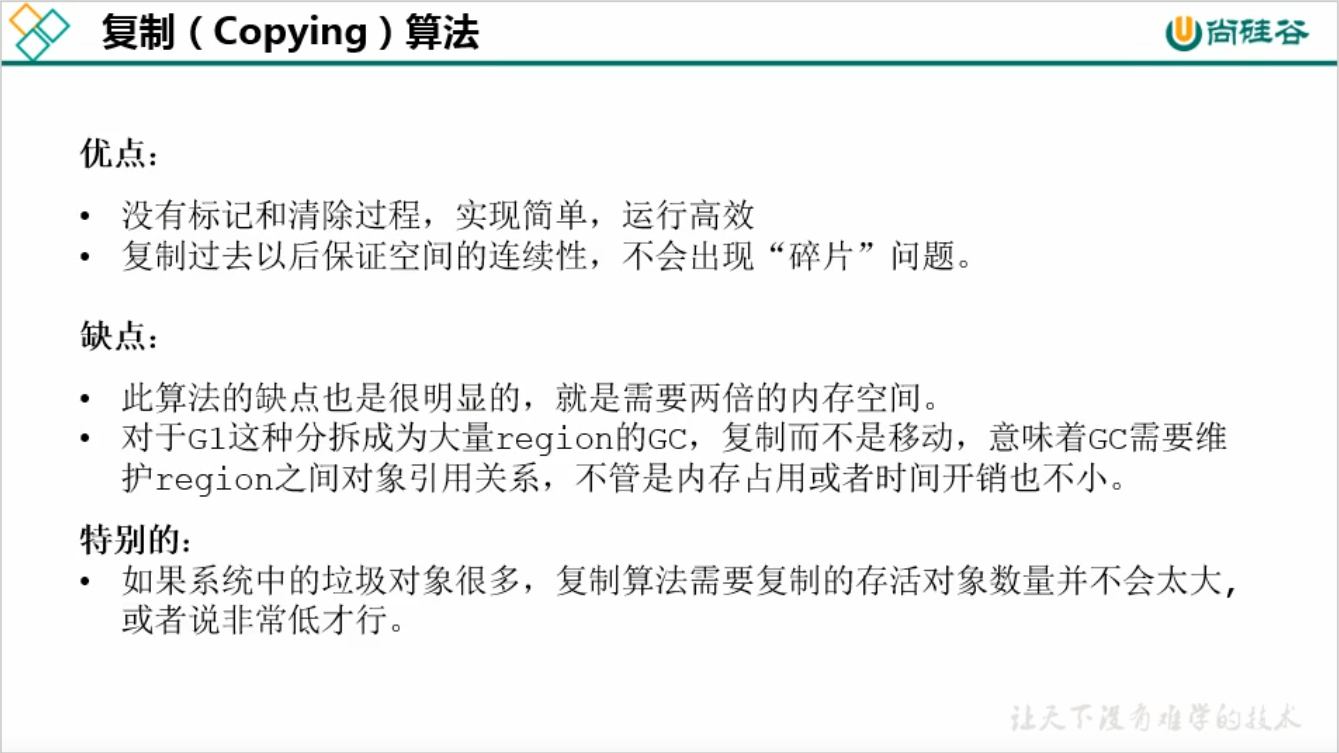 复制（Copying）算法
尚硅谷
优点：
• 没有标记和清除过程，实现简单，运行高效
• 复制过去以后保证空间的连续性，不会出现“碎片”问题。
缺点：
• 此算法的缺点也是很明显的，就是需要两倍的内存空间。
• 对于G1这种分拆成为大量region的GC，复制而不是移动，意味着GC需要维
护region之间对象引用关系，不管是内存占用或者时间开销也不小。
特别的：
• 如果系统中的垃圾对象很多，复制算法需要复制的存活对象数量并不会太大,
或者说非常低才行。
让天下没有难学的技术